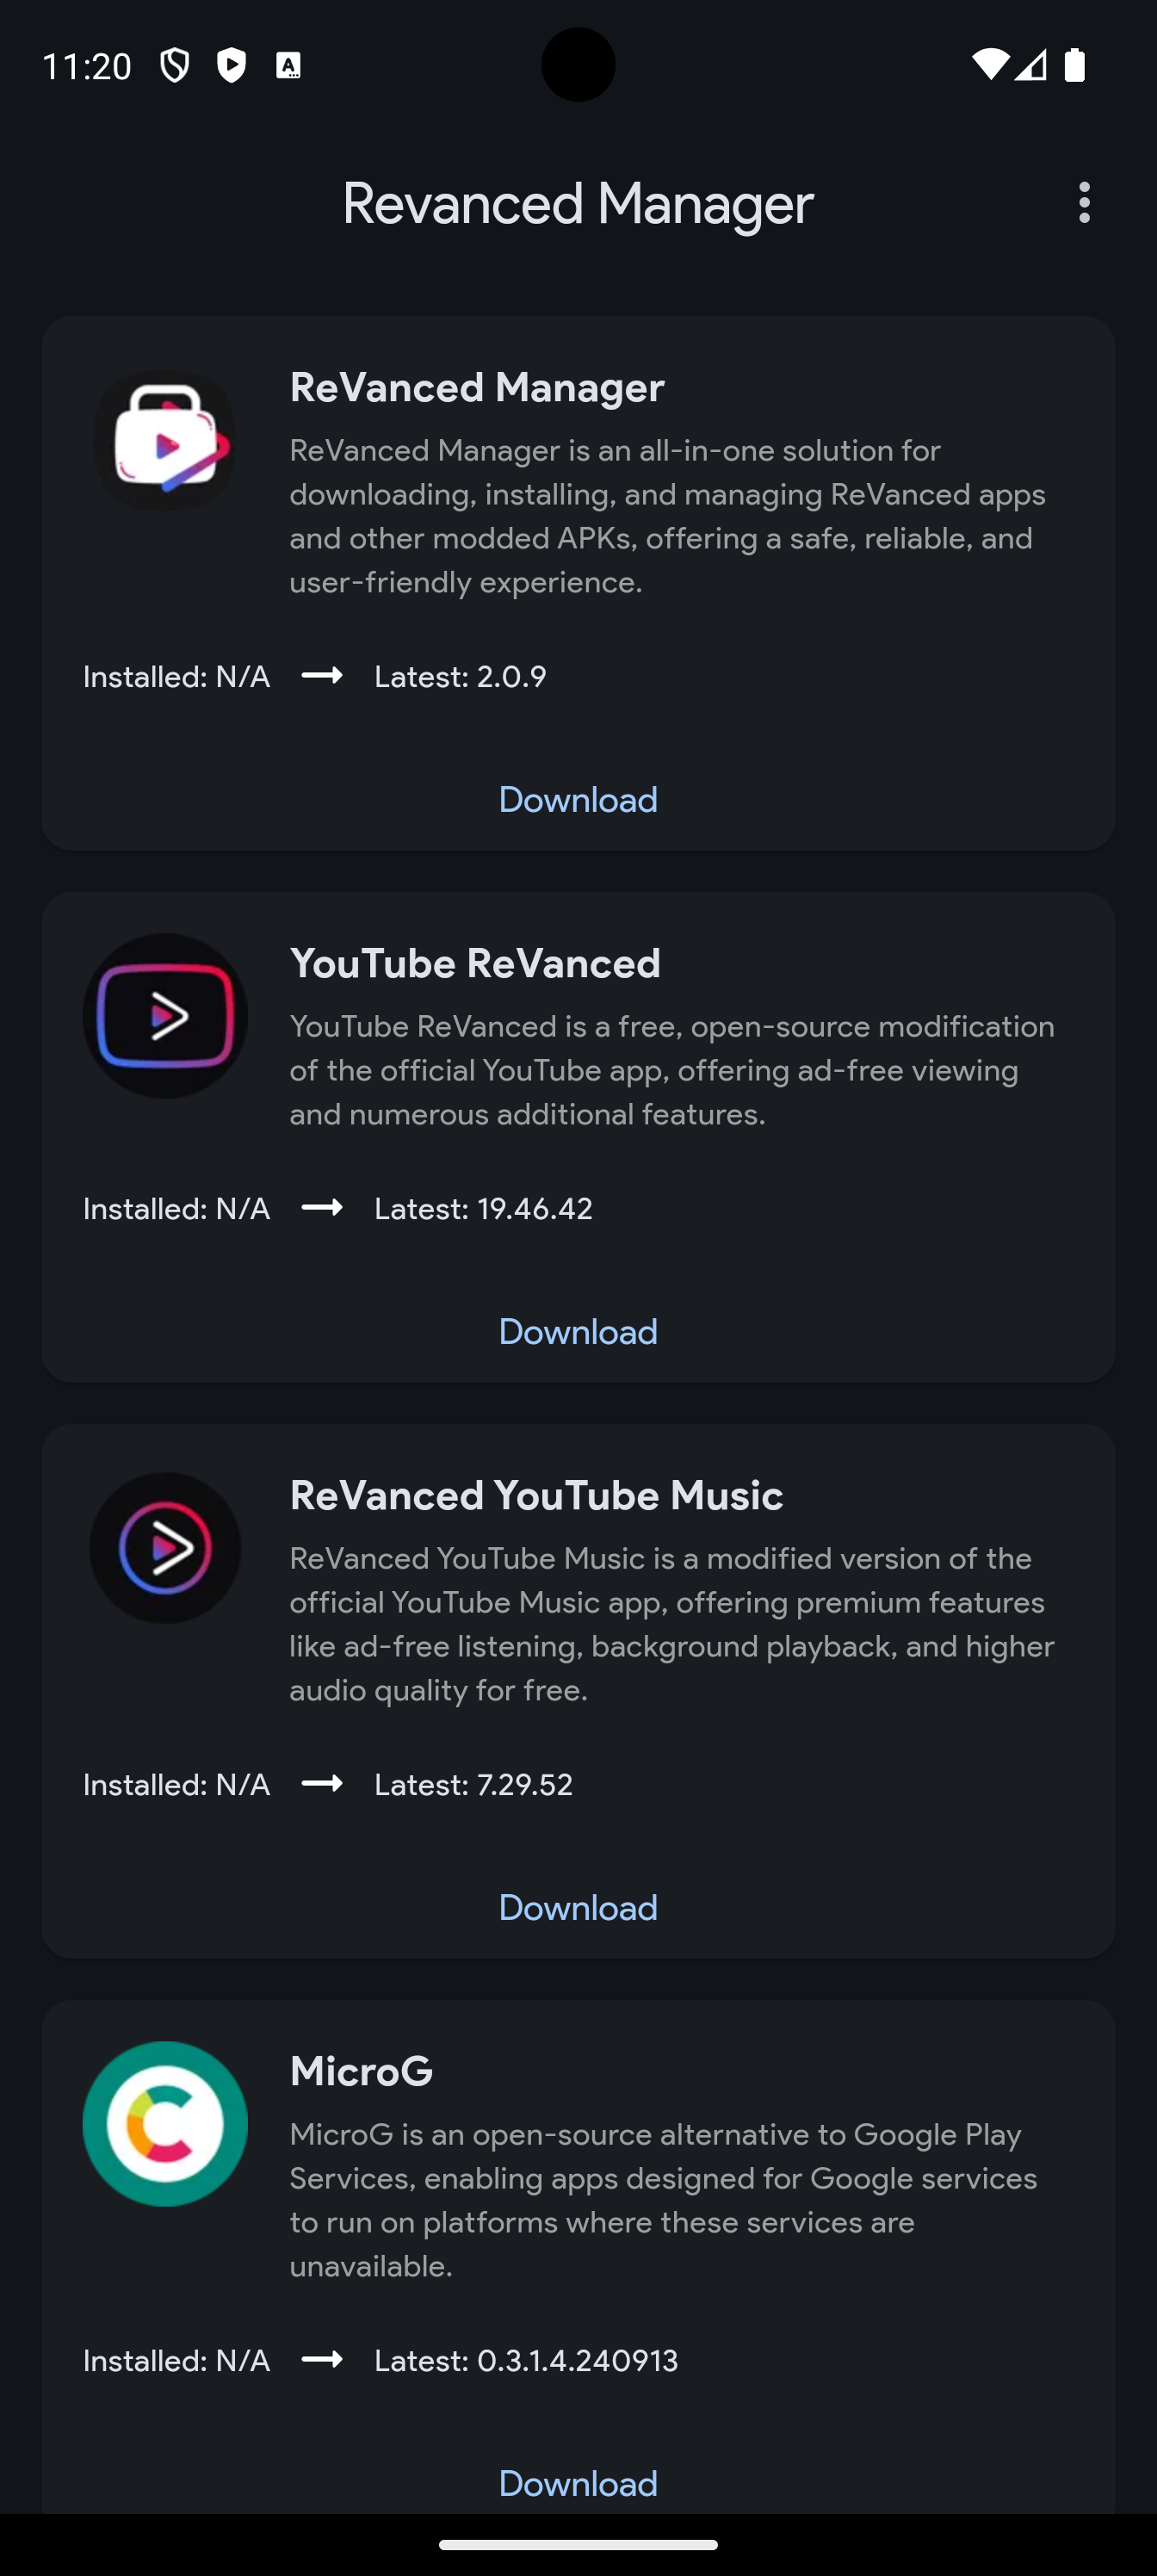 11:20
Revanced Manager
ReVanced Manager
ReVanced Manager is an all-in-one solution for
downloading, installing, and managing ReVanced apps
and other modded APKs, offering a safe, reliable, and
user-friendly experience.
Installed: N/A Latest: 2.0.9
Download
YouTube ReVanced
YouTube ReVanced is a free, open-source modification
of the official YouTube app, offering ad-free viewing
and numerous additional features.
Installed: N/A Latest: 19.46.42
Download
ReVanced YouTube Music
ReVanced YouTube Music is a modified version of the
official YouTube Music app, offering premium features
like ad-free listening, background playback, and higher
audio quality for free.
Installed: N/A Latest: 7.29.52
Download
MicroG
MicroG is an open-source alternative to Google Play
Services, enabling apps designed for Google services
to run on platforms where these services are
unavailable.
Installed: N/A Latest: 0.3.1.4.240913
Download